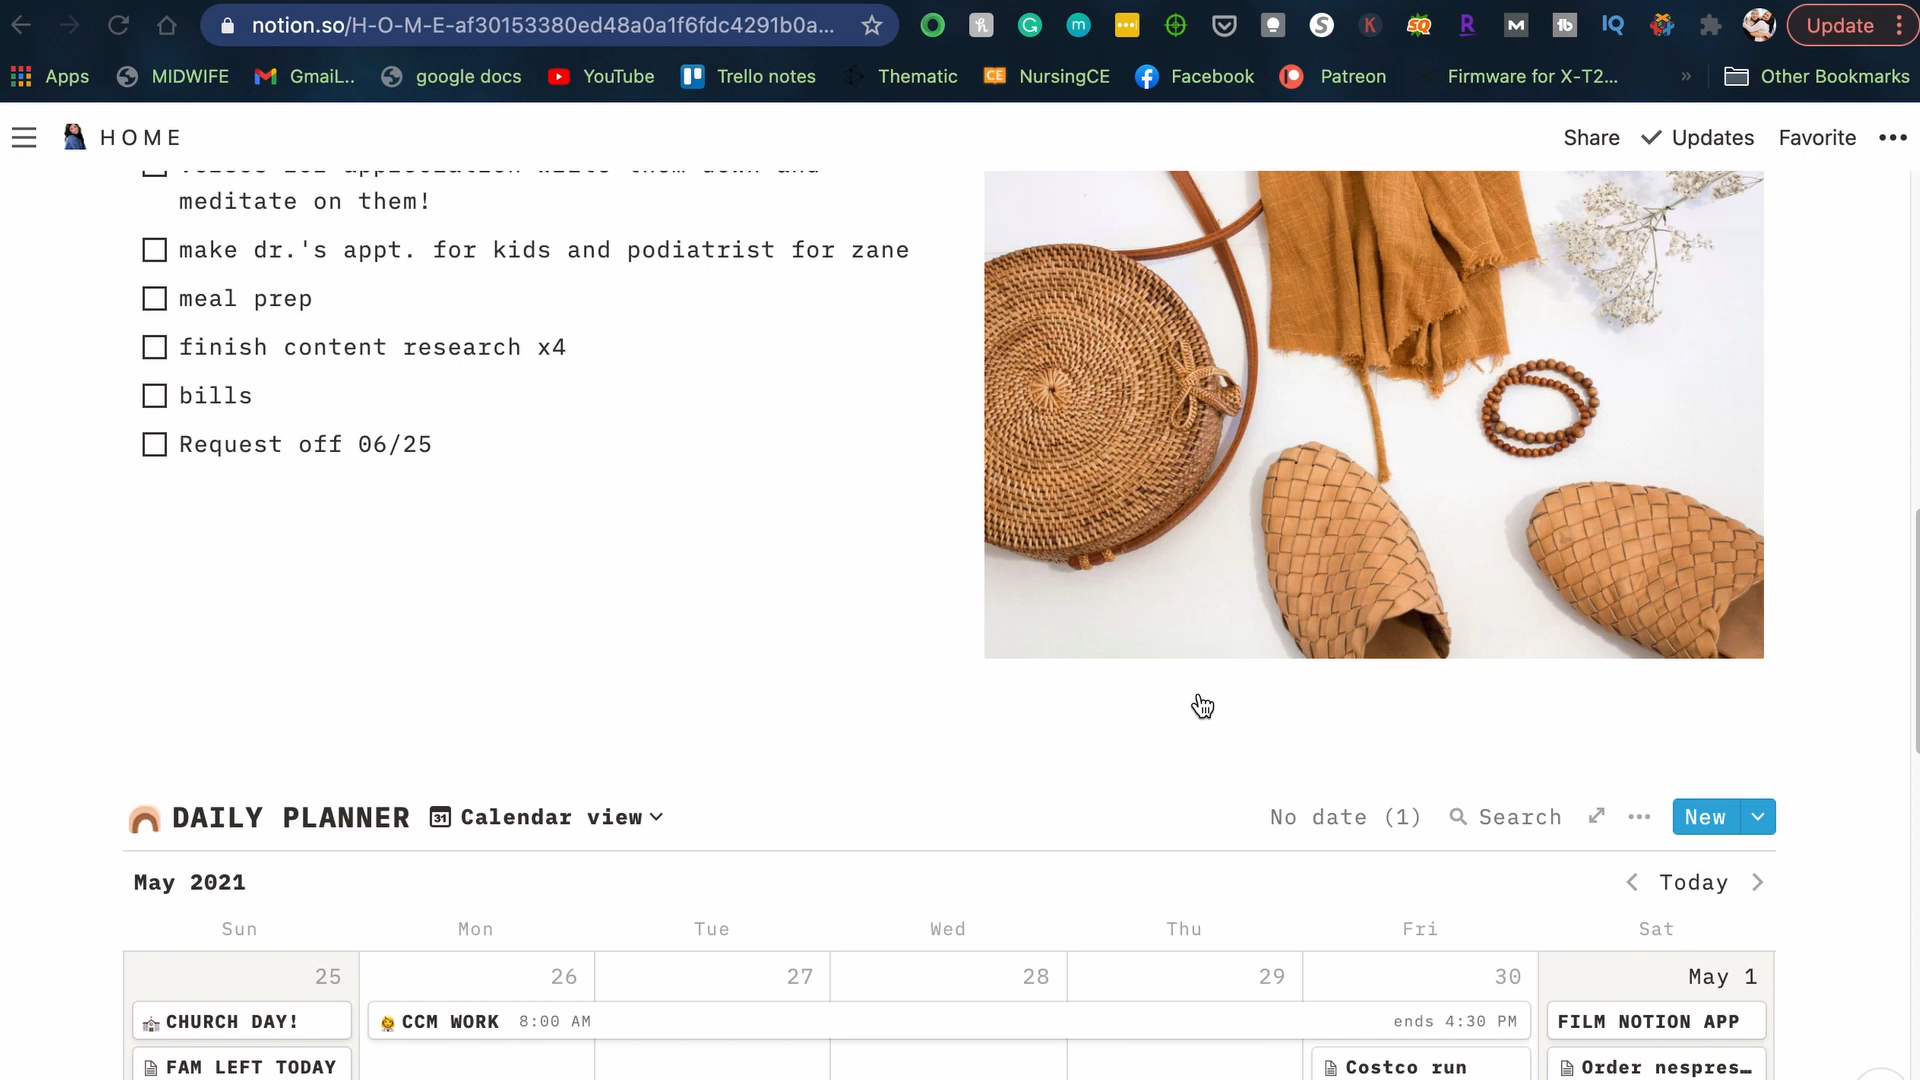 notion.so/H-O-M-E-af30153380ed48a0a1f6fdc4291b0a...
Update
Apps MIDWIFE GmaiL.. google docs YouTube Trello notes Thematic NursingCE Facebook Patreon Firmware for X-T2... » Other Bookmarks
HOME Share Updates Favorite
meditate on them!
make dr.'s appt. for kids and podiatrist for zane
meal prep
finish content research x4
bills
Request off 06/25
DAILY PLANNER 31 Calendar view No date (1) Search New
May 2021 Today
Sun Mon Tue Wed Thu Fri Sat
25 26 27 28 29 30 May 1
CHURCH DAY! CCM WORK 8:00 AM ends 4:30 PM FILM NOTION APP
FAM LEFT TODAY Costco run Order nespres…